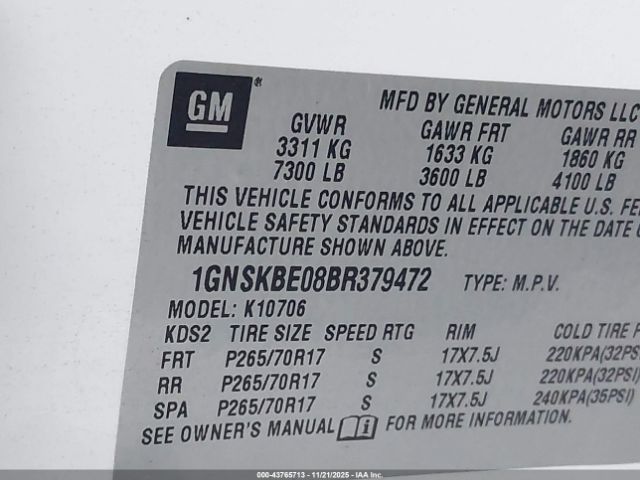 GM®
MFD BY GENERAL MOTORS LLC
GVWR GAWR FRT GAWR RR
3311 KG 1633 KG 1860 KG
7300 LB 3600 LB 4100 LB
THIS VEHICLE CONFORMS TO ALL APPLICABLE U.S. FE
VEHICLE SAFETY STANDARDS IN EFFECT ON THE DATE
MANUFACTURE SHOWN ABOVE.
1GNSKBE08BR379472 TYPE: M.P.V.
MODEL: K10706
KDS2 TIRE SIZE SPEED RTG RIM COLD TIRE P
FRT P265/70R17 S 17X7.5J 220KPA(32PSI)
RR P265/70R17 S 17X7.5J 220KPA(32PSI)
SPA P265/70R17 S 17X7.5J 240KPA(35PSI)
SEE OWNER'S MANUAL i FOR MORE INFORMATION.
000-43765713 - 11/21/2025 - IAA Inc.